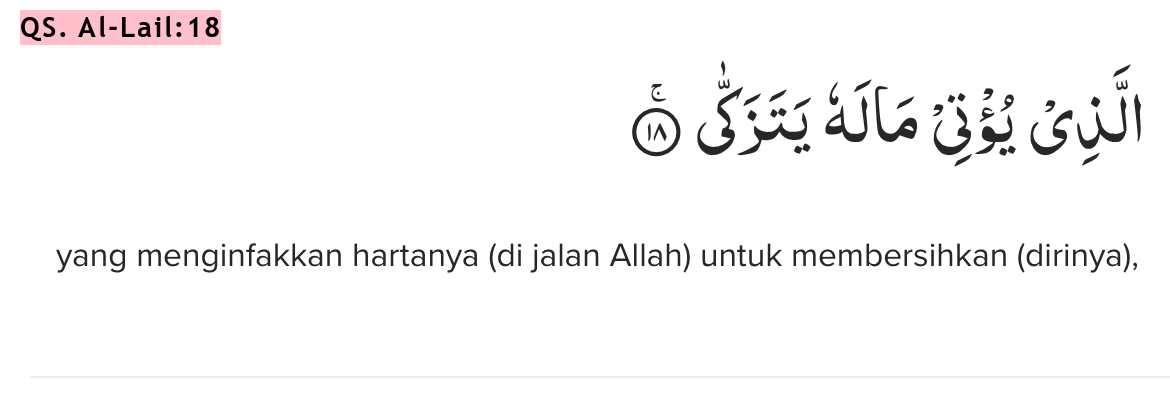 QS. Al-Lail:18
الَّذِيْ يُؤْتِيْ مَالَهٗ يَتَزَكّٰىۚ ١٨
yang menginfakkan hartanya (di jalan Allah) untuk membersihkan (dirinya),